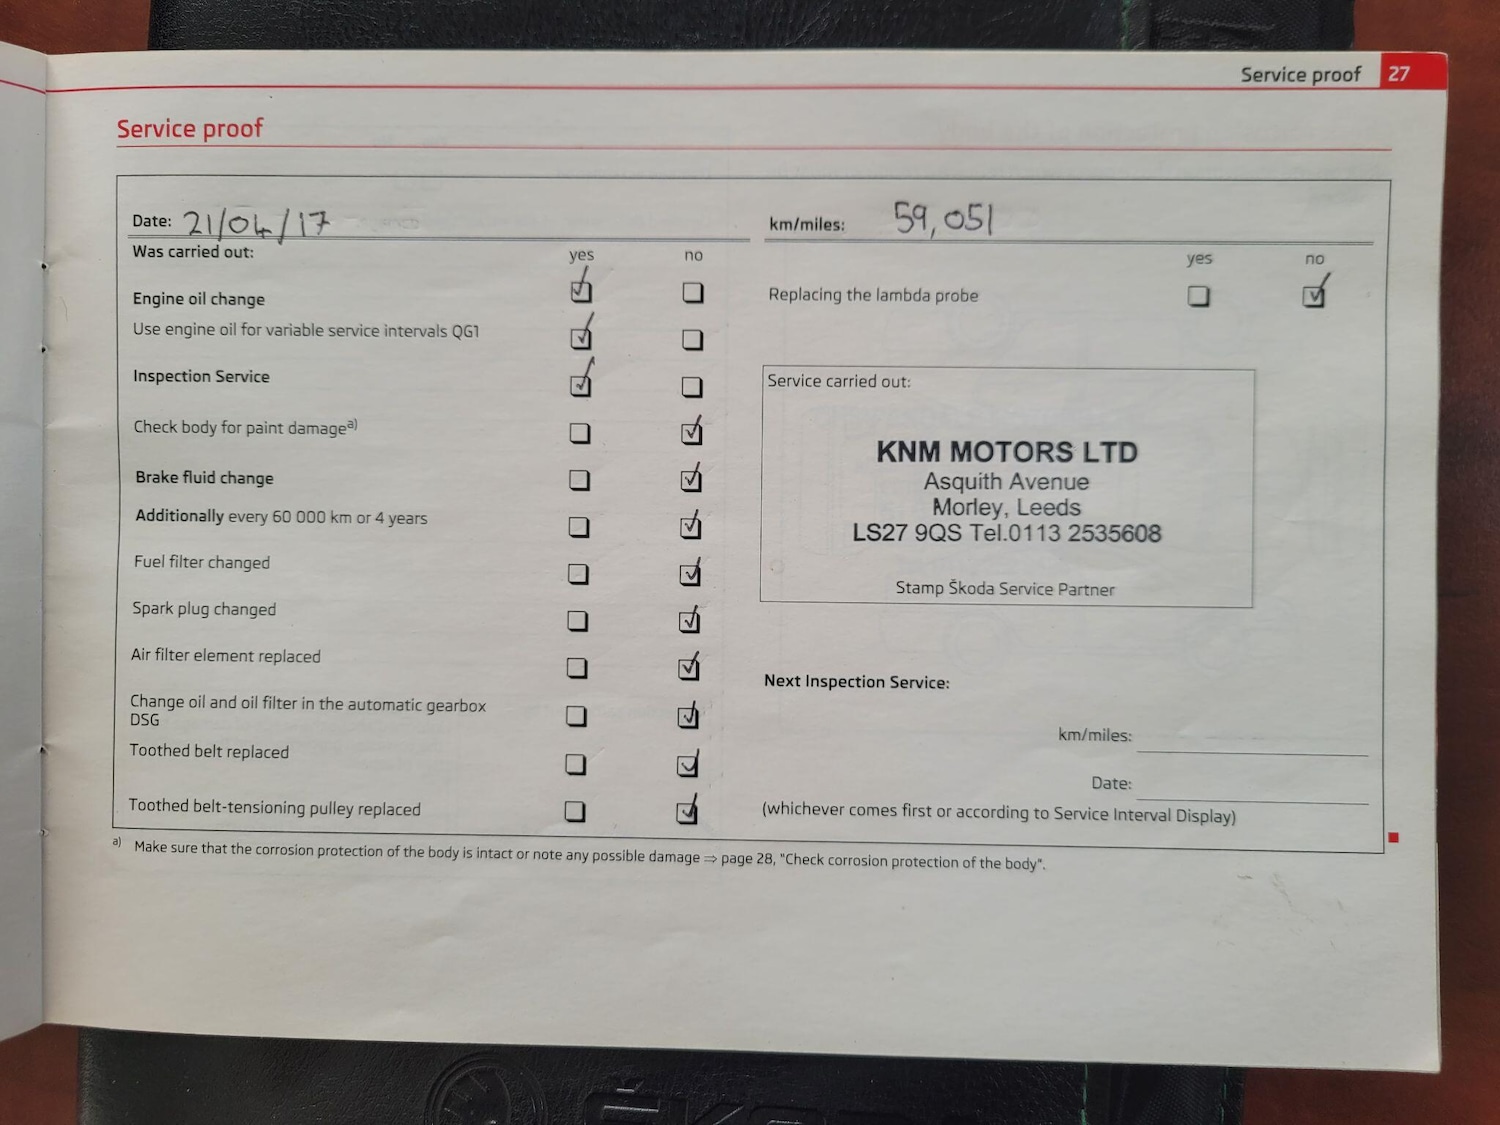 Service proof 27
Service proof
Date: 21/04/17
km/miles: 59,051
Was carried out:
yes no
Engine oil change
Use engine oil for variable service intervals QG1
Inspection Service
Check body for paint damageᵃ⁾
Brake fluid change
Additionally every 60 000 km or 4 years
Fuel filter changed
Spark plug changed
Air filter element replaced
Change oil and oil filter in the automatic gearbox
DSG
Toothed belt replaced
Toothed belt-tensioning pulley replaced
yes no
Replacing the lambda probe
Service carried out:
KNM MOTORS LTD
Asquith Avenue
Morley, Leeds
LS27 9QS Tel.0113 2535608
Stamp Škoda Service Partner
Next Inspection Service:
km/miles:
Date:
(whichever comes first or according to Service Interval Display)
a) Make sure that the corrosion protection of the body is intact or note any possible damage ⇒ page 28, "Check corrosion protection of the body".